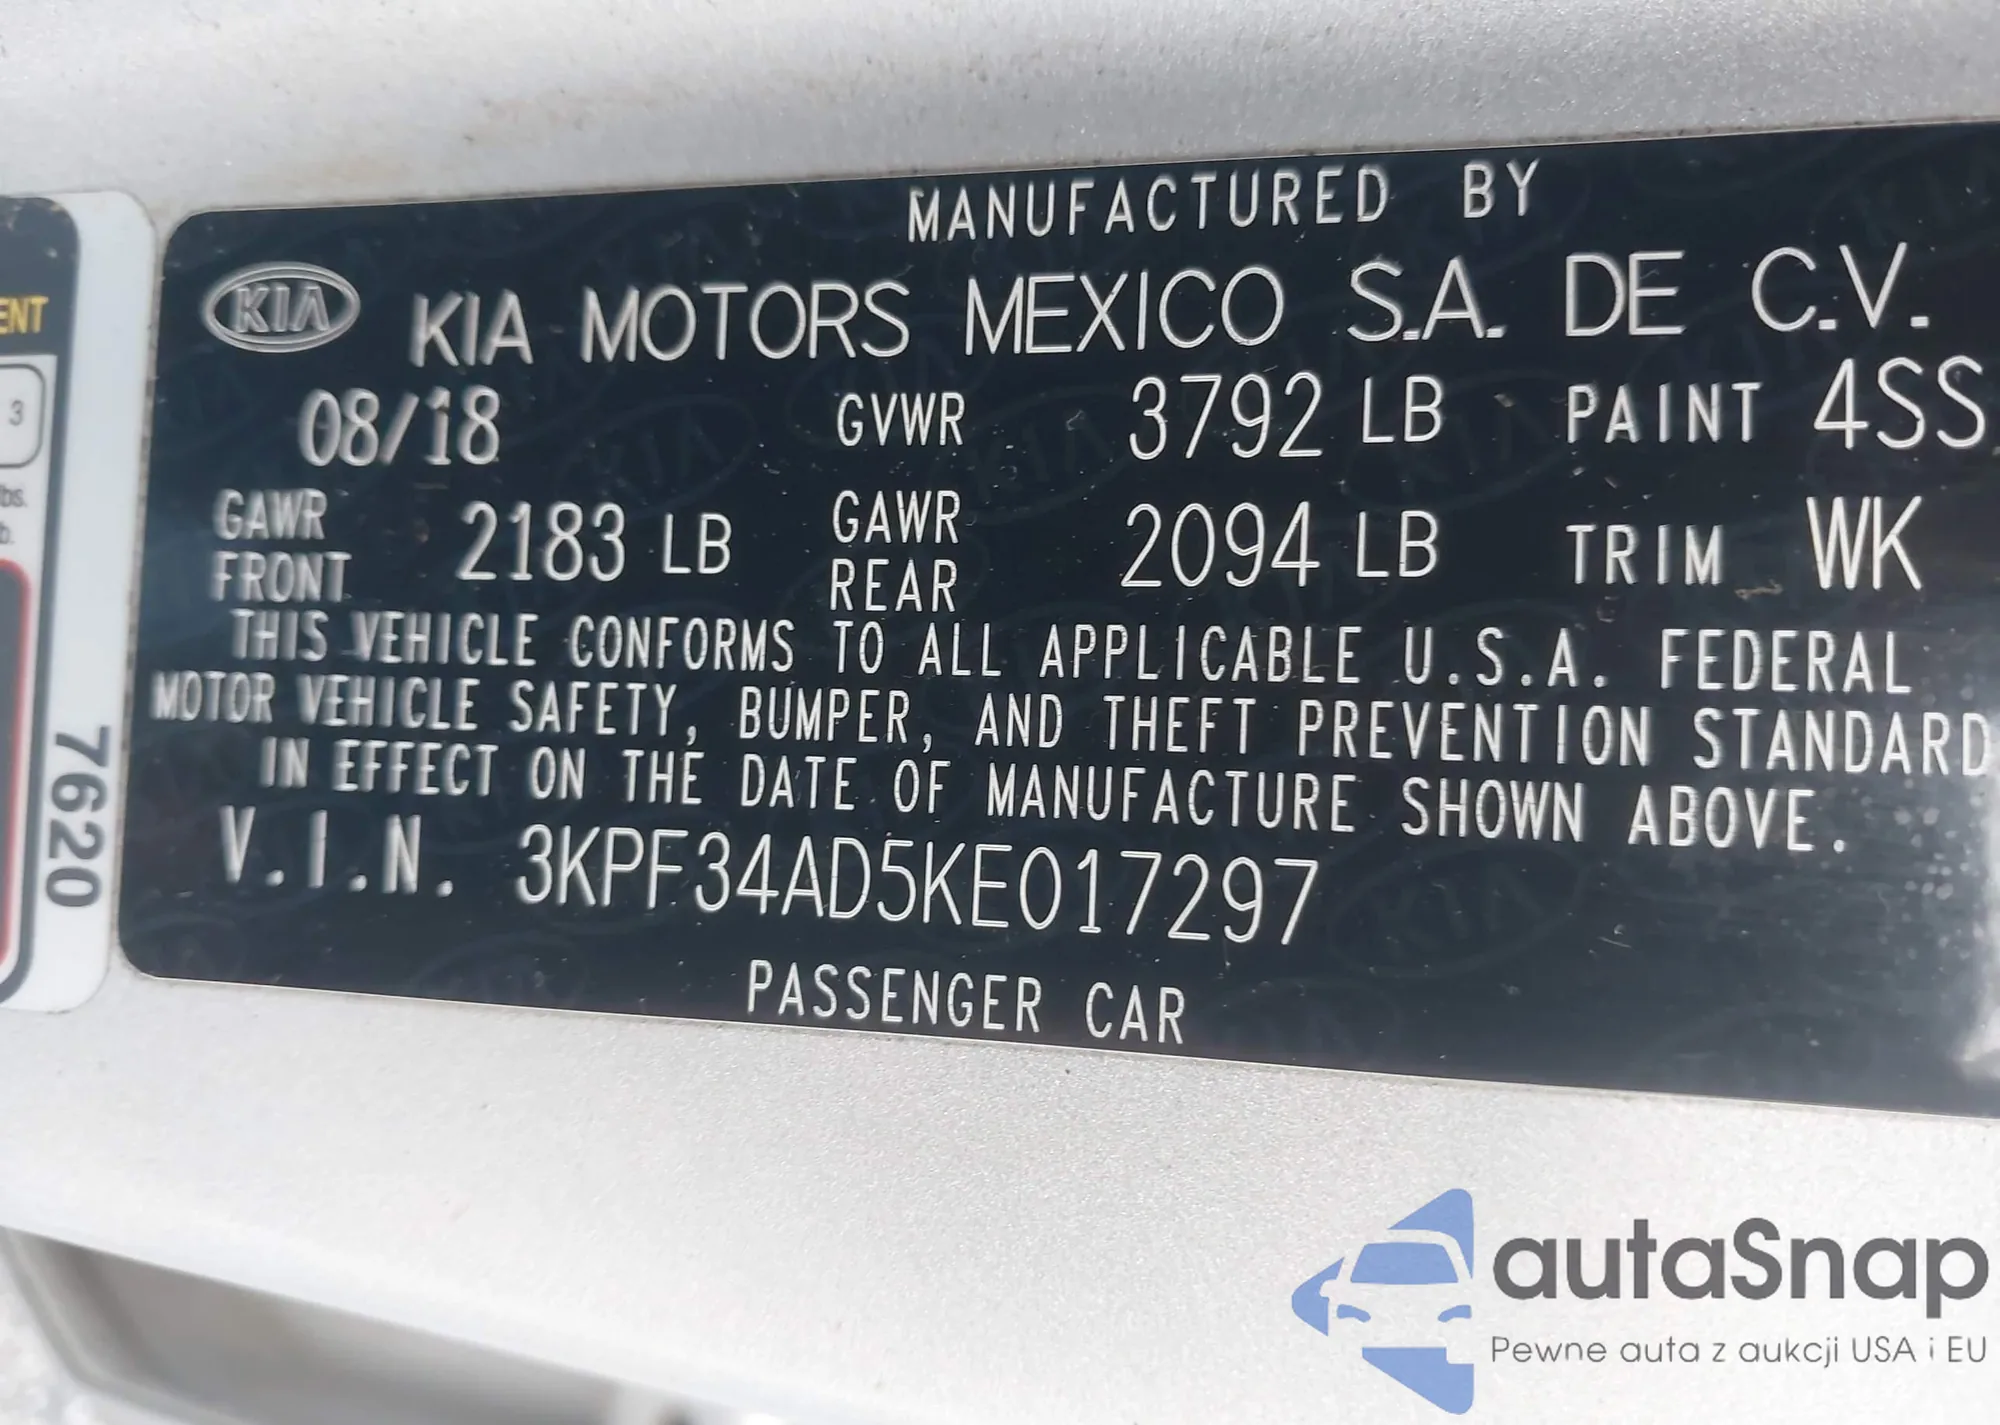 MANUFACTURED BY
KIA KIA MOTORS MEXICO S.A. DE C.V.
08/18 GVWR 3792 LB PAINT 4SS
GAWR FRONT 2183 LB GAWR REAR 2094 LB TRIM WK
THIS VEHICLE CONFORMS TO ALL APPLICABLE U.S.A. FEDERAL
MOTOR VEHICLE SAFETY, BUMPER, AND THEFT PREVENTION STANDARD
IN EFFECT ON THE DATE OF MANUFACTURE SHOWN ABOVE.
V.I.N. 3KPF34AD5KE017297
PASSENGER CAR
3
7620
autaSnap
Pewne auta z aukcji USA i EU